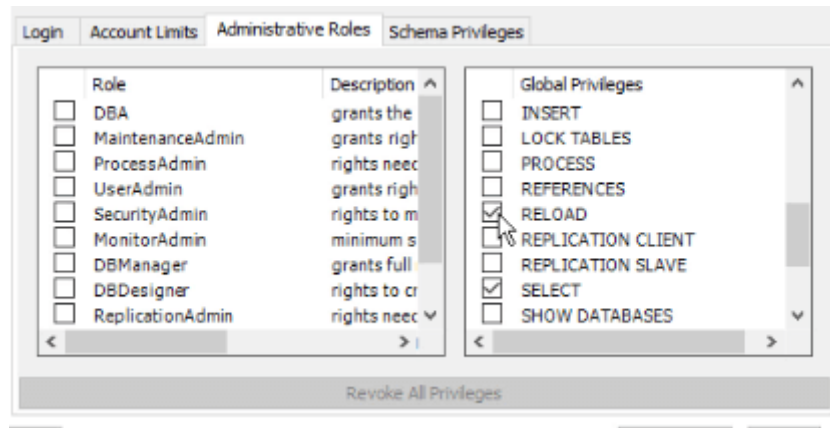 Login Account Limits Administrative Roles Schema Privileges
Role Description
DBA grants the
MaintenanceAdmin grants righ
ProcessAdmin rights need
UserAdmin grants righ
SecurityAdmin rights to m
MonitorAdmin minimum s
DBManager grants full
DBDesigner rights to cr
ReplicationAdmin rights need
Global Privileges
INSERT
LOCK TABLES
PROCESS
REFERENCES
RELOAD
REPLICATION CLIENT
REPLICATION SLAVE
SELECT
SHOW DATABASES
Revoke All Privileges